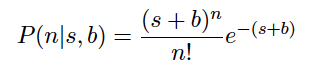 P(n|s, b) = \frac{(s + b)^n}{n!} e^{-(s+b)}